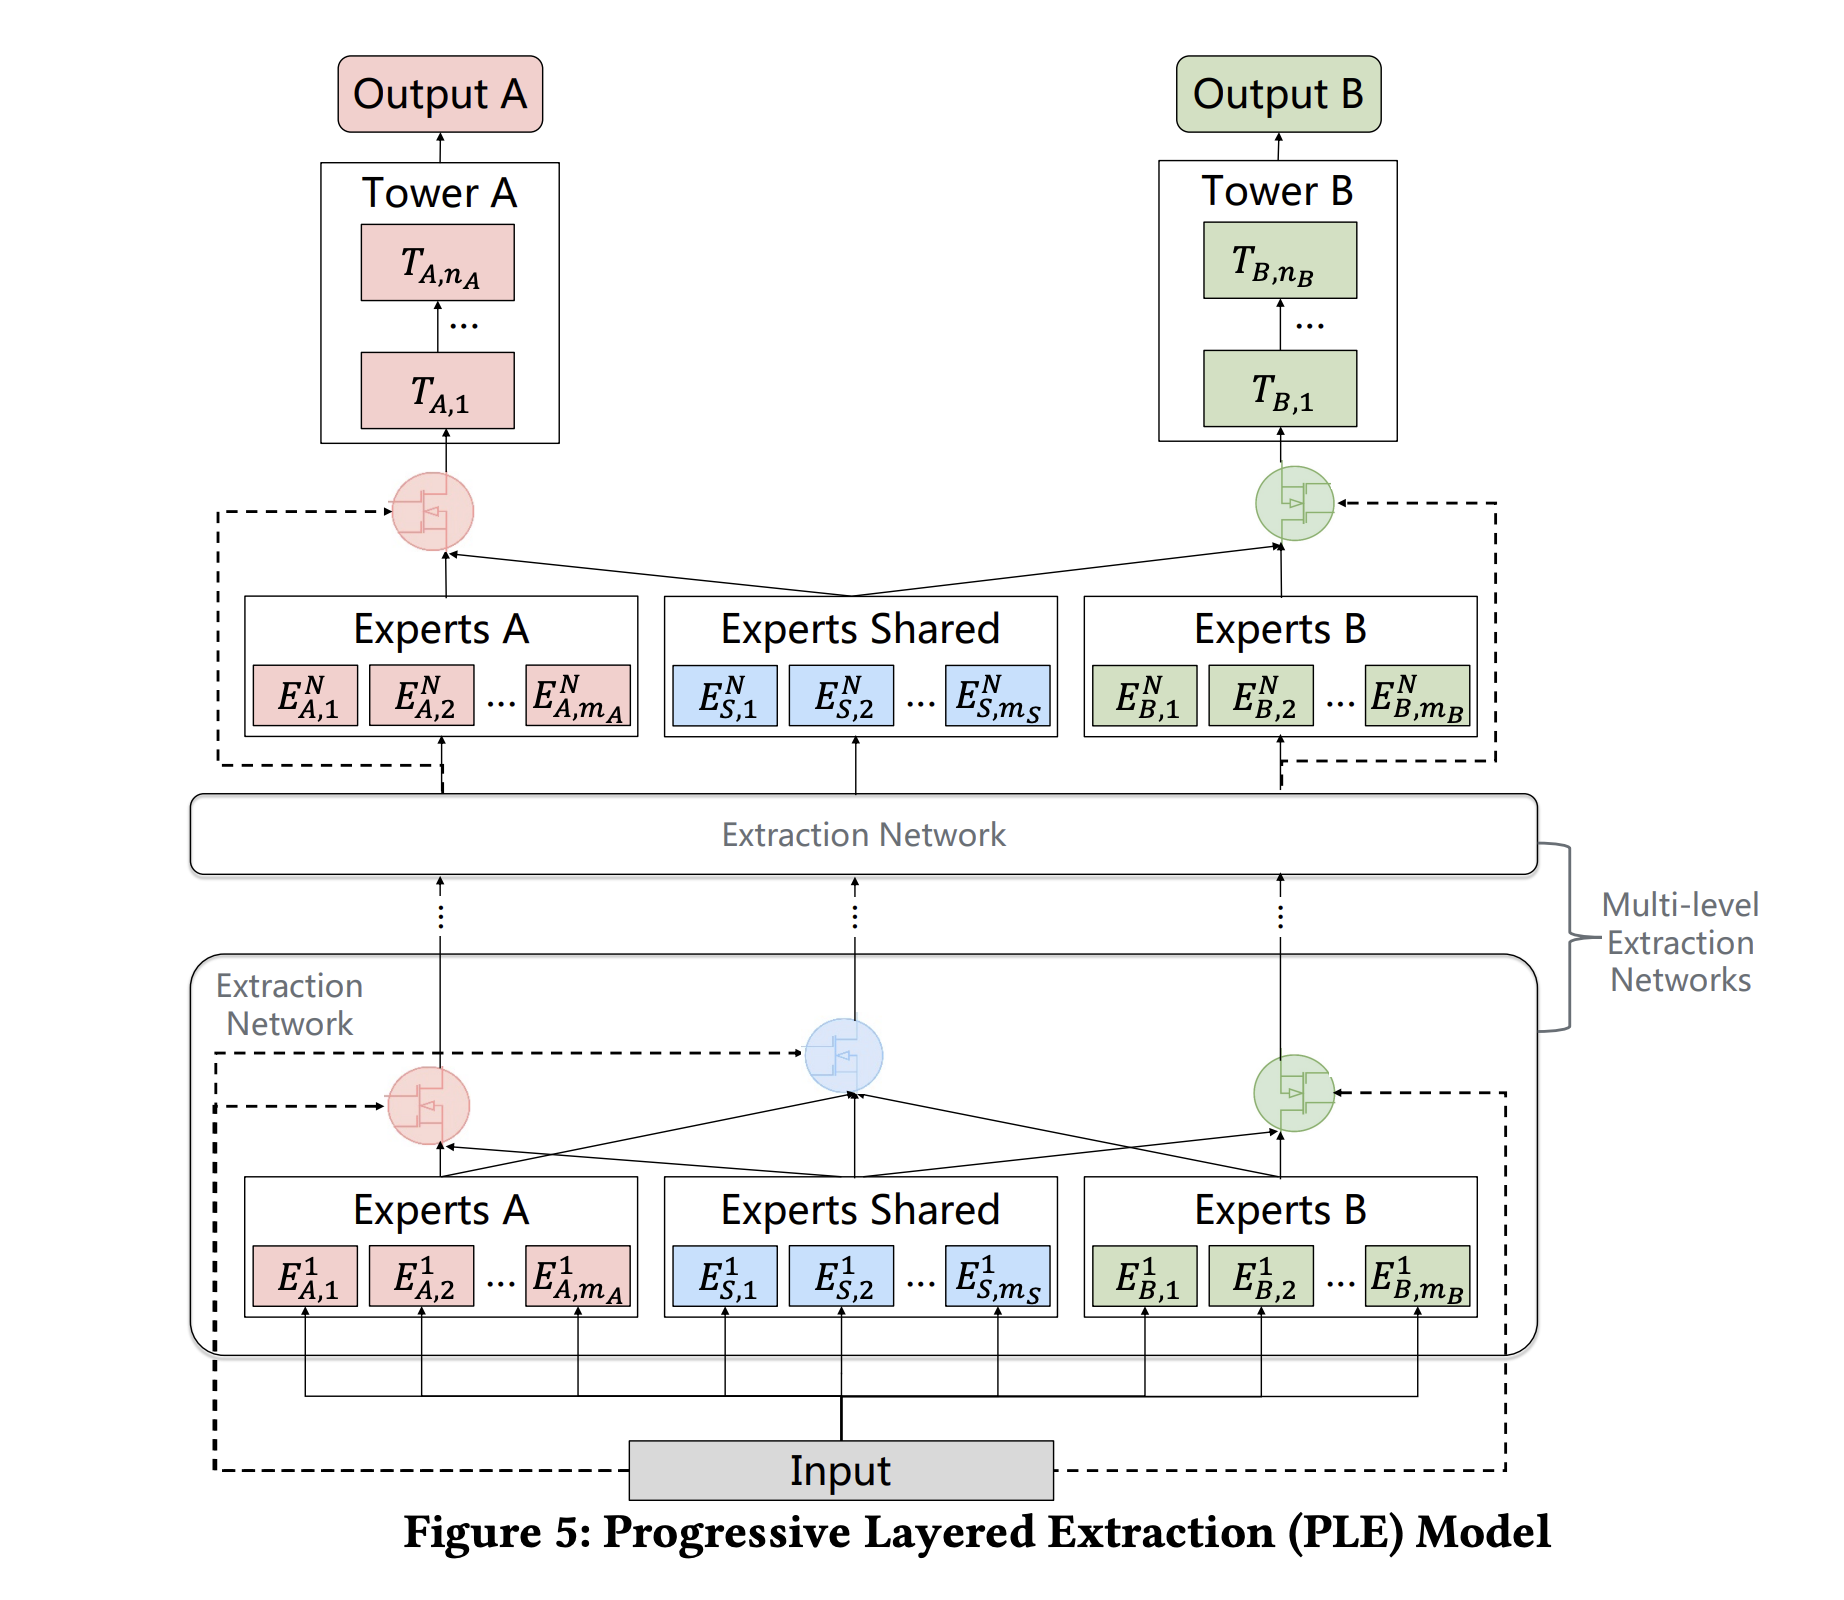 Output A
Output B
Tower A
Tower B
T_{A,n_A}
T_{B,n_B}
...
...
T_{A,1}
T_{B,1}
Experts A
Experts Shared
Experts B
E^N_{A,1} E^N_{A,2} ... E^N_{A,m_A}
E^N_{S,1} E^N_{S,2} ... E^N_{S,m_S}
E^N_{B,1} E^N_{B,2} ... E^N_{B,m_B}
Extraction Network
...
...
...
Multi-level
Extraction
Networks
Extraction
Network
Experts A
Experts Shared
Experts B
E^1_{A,1} E^1_{A,2} ... E^1_{A,m_A}
E^1_{S,1} E^1_{S,2} ... E^1_{S,m_S}
E^1_{B,1} E^1_{B,2} ... E^1_{B,m_B}
Input
Figure 5: Progressive Layered Extraction (PLE) Model